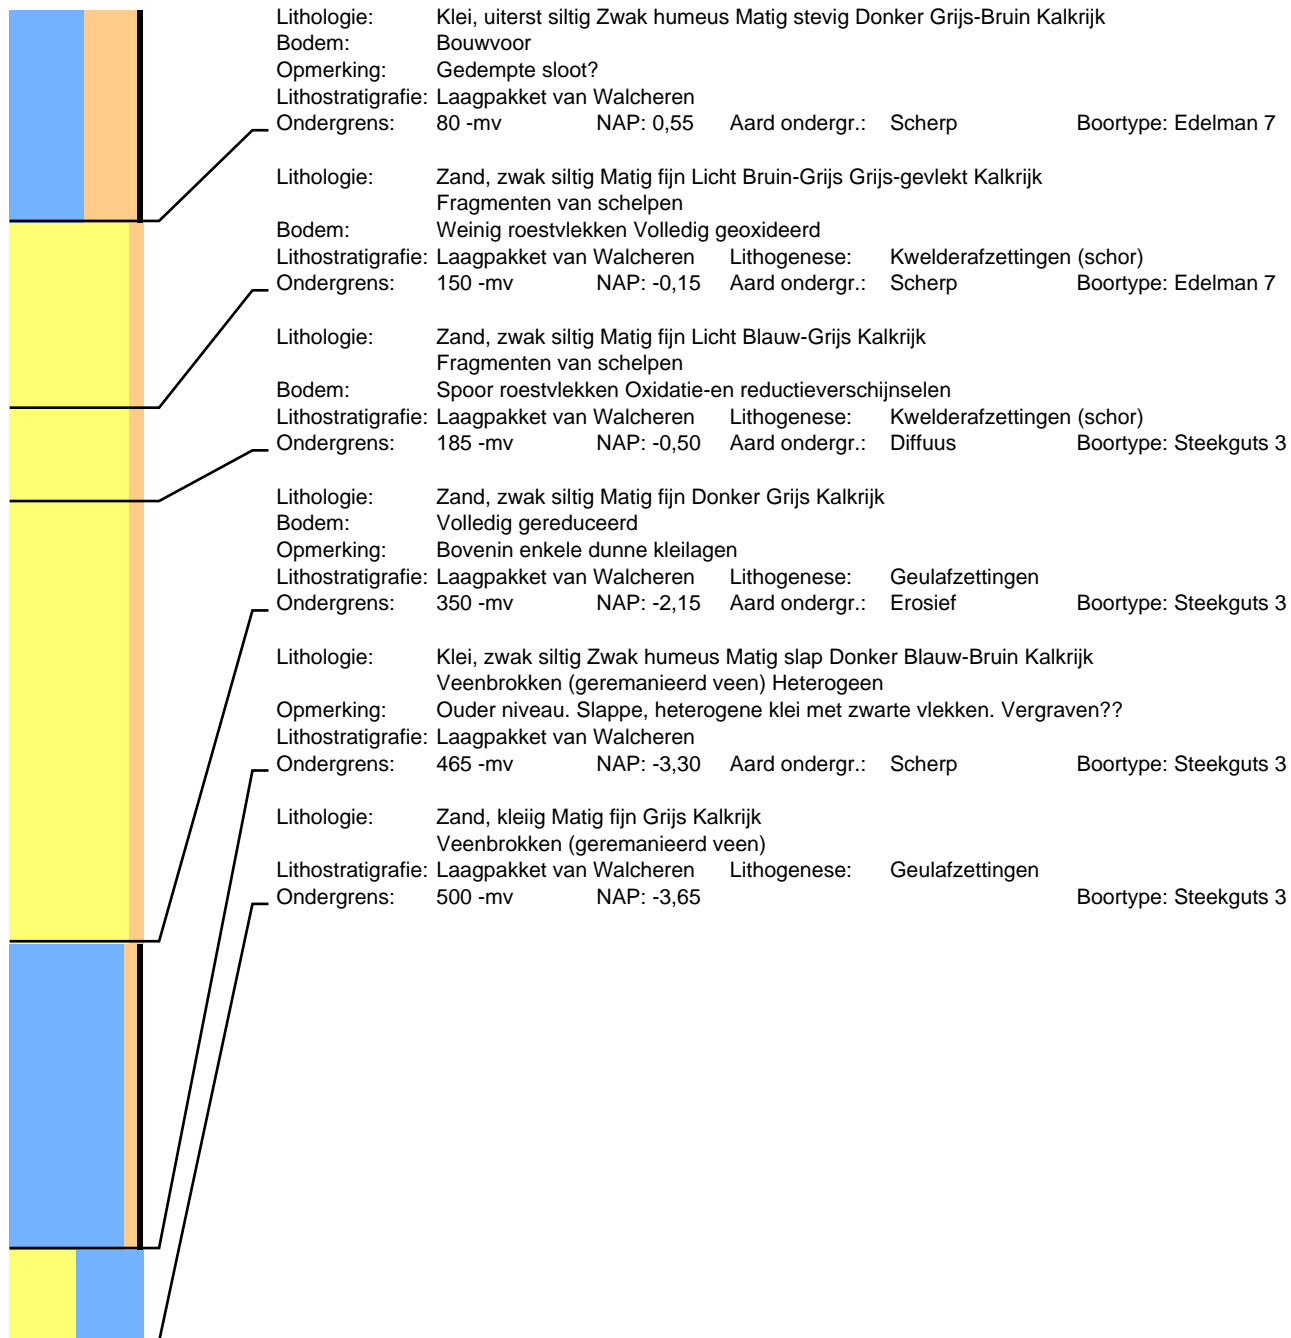 Lithologie: Klei, uiterst siltig Zwak humeus Matig stevig Donker Grijs-Bruin Kalkrijk
Bodem: Bouwvoor
Opmerking: Gedempte sloot?
Lithostratigrafie: Laagpakket van Walcheren
Ondergrens: 80 -mv NAP: 0,55 Aard ondergr.: Scherp Boortype: Edelman 7
Lithologie: Zand, zwak siltig Matig fijn Licht Bruin-Grijs Grijs-gevlekt Kalkrijk
Fragmenten van schelpen
Bodem: Weinig roestvlekken Volledig geoxideerd
Lithostratigrafie: Laagpakket van Walcheren Lithogenese: Kwelderafzettingen (schor)
Ondergrens: 150 -mv NAP: -0,15 Aard ondergr.: Scherp Boortype: Edelman 7
Lithologie: Zand, zwak siltig Matig fijn Licht Blauw-Grijs Kalkrijk
Fragmenten van schelpen
Bodem: Spoor roestvlekken Oxidatie-en reductieverschijnselen
Lithostratigrafie: Laagpakket van Walcheren Lithogenese: Kwelderafzettingen (schor)
Ondergrens: 185 -mv NAP: -0,50 Aard ondergr.: Diffuus Boortype: Steekguts 3
Lithologie: Zand, zwak siltig Matig fijn Donker Grijs Kalkrijk
Bodem: Volledig gereduceerd
Opmerking: Bovenin enkele dunne kleilagen
Lithostratigrafie: Laagpakket van Walcheren Lithogenese: Geulafzettingen
Ondergrens: 350 -mv NAP: -2,15 Aard ondergr.: Erosief Boortype: Steekguts 3
Lithologie: Klei, zwak siltig Zwak humeus Matig slap Donker Blauw-Bruin Kalkrijk
Veenbrokken (geremanieerd veen) Heterogeen
Opmerking: Ouder niveau. Slappe, heterogene klei met zwarte vlekken. Vergraven??
Lithostratigrafie: Laagpakket van Walcheren
Ondergrens: 465 -mv NAP: -3,30 Aard ondergr.: Scherp Boortype: Steekguts 3
Lithologie: Zand, kleiig Matig fijn Grijs Kalkrijk
Veenbrokken (geremanieerd veen)
Lithostratigrafie: Laagpakket van Walcheren Lithogenese: Geulafzettingen
Ondergrens: 500 -mv NAP: -3,65 Boortype: Steekguts 3